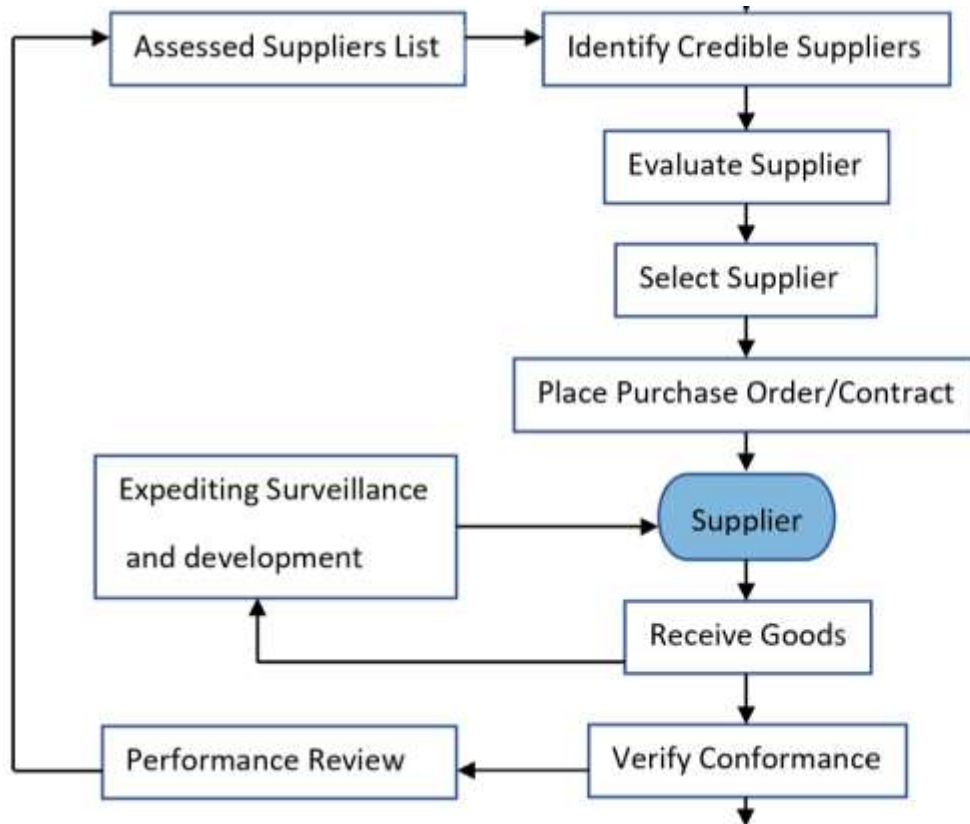 Assessed Suppliers List
Identify Credible Suppliers
Evaluate Supplier
Select Supplier
Place Purchase Order/Contract
Expediting Surveillance
and development
Supplier
Receive Goods
Performance Review
Verify Conformance